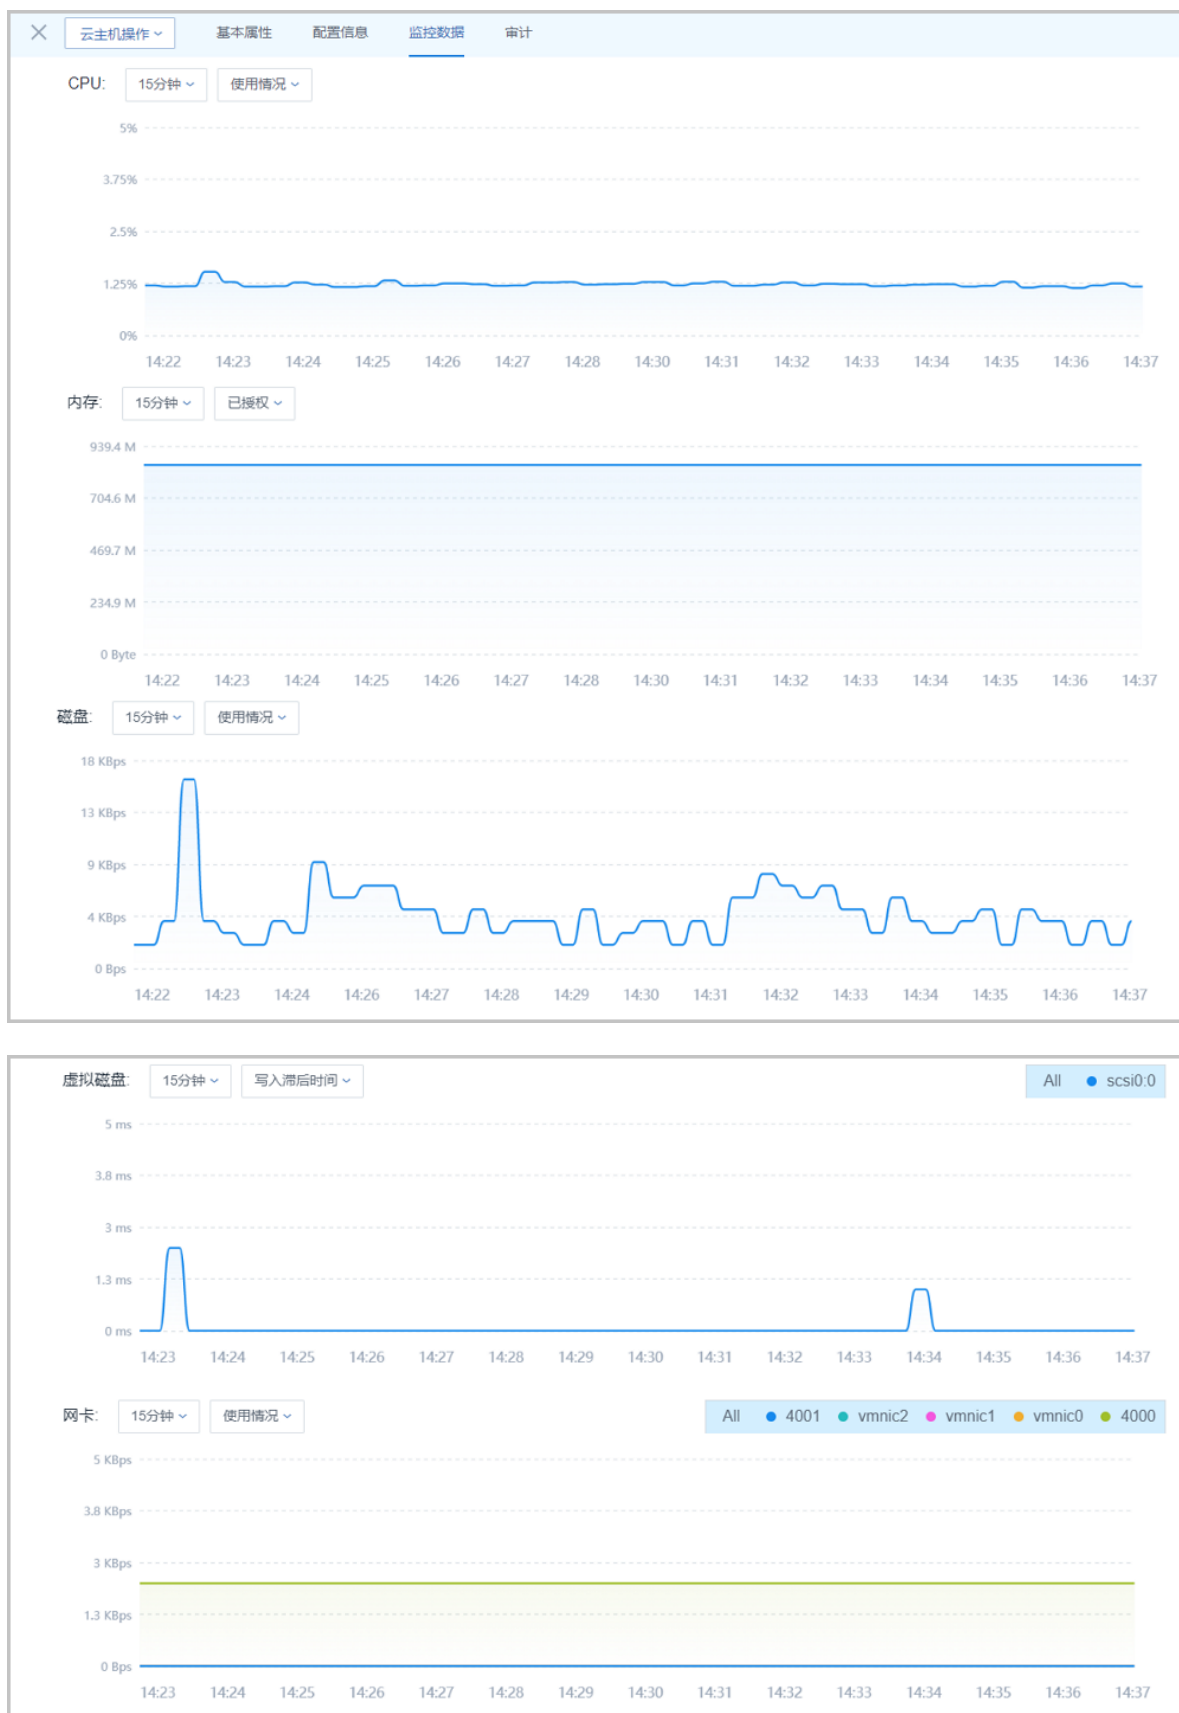 云主机操作 基本属性 配置信息 监控数据 审计
CPU: 15分钟 使用情况
5%
3.75%
2.5%
1.25%
0%
14:22 14:23 14:24 14:25 14:26 14:27 14:28 14:30 14:31 14:32 14:33 14:34 14:35 14:36 14:37
内存: 15分钟 已授权
939.4 M
704.6 M
469.7 M
234.9 M
0 Byte
14:22 14:23 14:24 14:25 14:26 14:27 14:28 14:30 14:31 14:32 14:33 14:34 14:35 14:36 14:37
磁盘: 15分钟 使用情况
18 KBps
13 KBps
9 KBps
4 KBps
0 Bps
14:22 14:23 14:24 14:26 14:27 14:28 14:29 14:30 14:31 14:32 14:33 14:34 14:35 14:36 14:37
虚拟磁盘: 15分钟 写入滞后时间 All scsi0:0
5 ms
3.8 ms
3 ms
1.3 ms
0 ms
14:23 14:24 14:25 14:26 14:27 14:28 14:29 14:30 14:31 14:32 14:33 14:34 14:35 14:36 14:37
网卡: 15分钟 使用情况 All 4001 vmnic2 vmnic1 vmnic0 4000
5 KBps
3.8 KBps
3 KBps
1.3 KBps
0 Bps
14:23 14:24 14:25 14:26 14:27 14:28 14:29 14:30 14:31 14:32 14:33 14:34 14:35 14:36 14:37